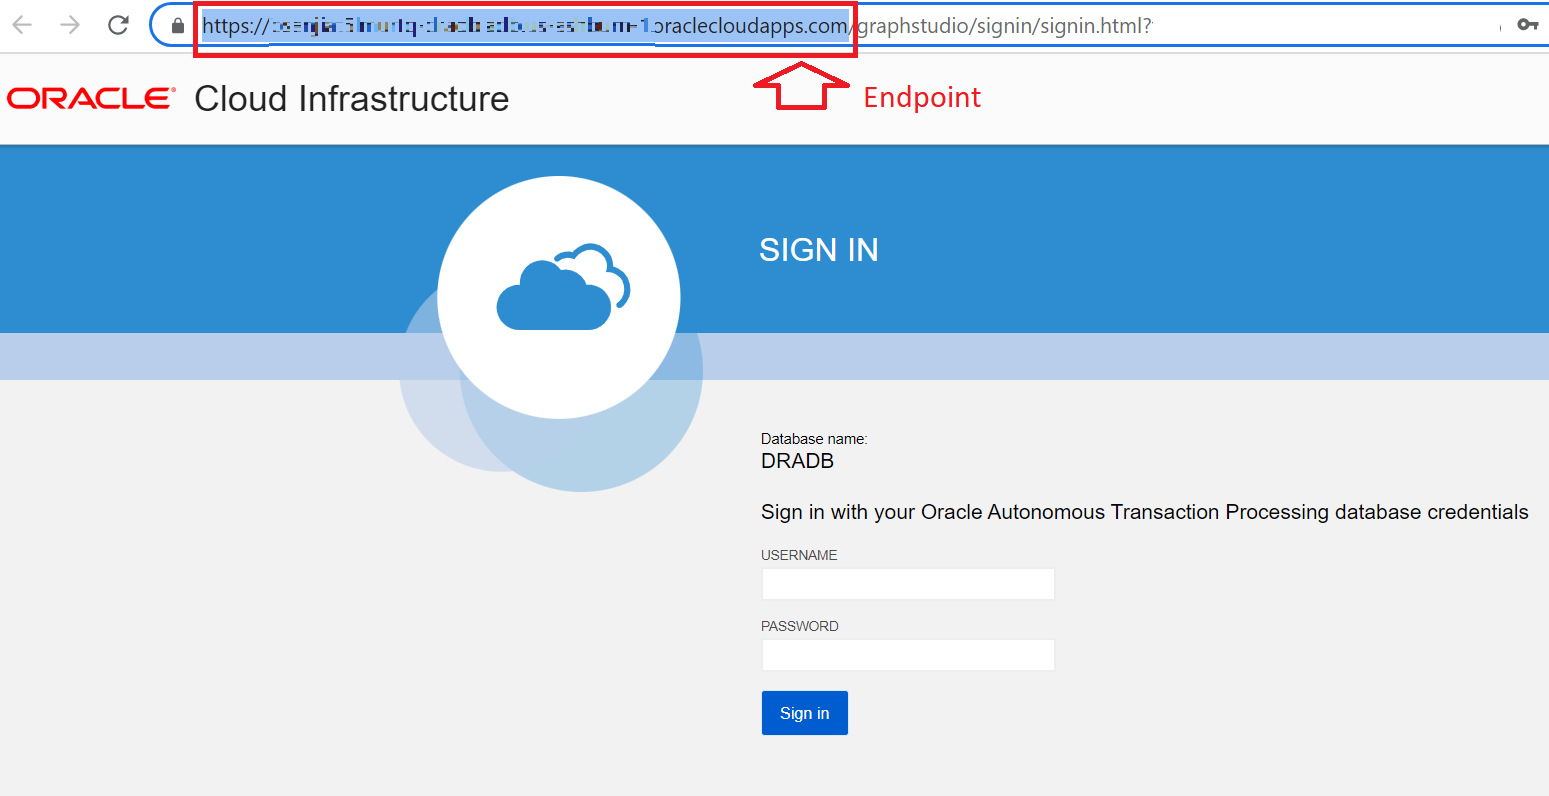 https:// oraclecloudapps.com/graphstudio/signin/signin.html?
ORACLE® Cloud Infrastructure
Endpoint
SIGN IN
Database name:
DRADB
Sign in with your Oracle Autonomous Transaction Processing database credentials
USERNAME
PASSWORD
Sign in